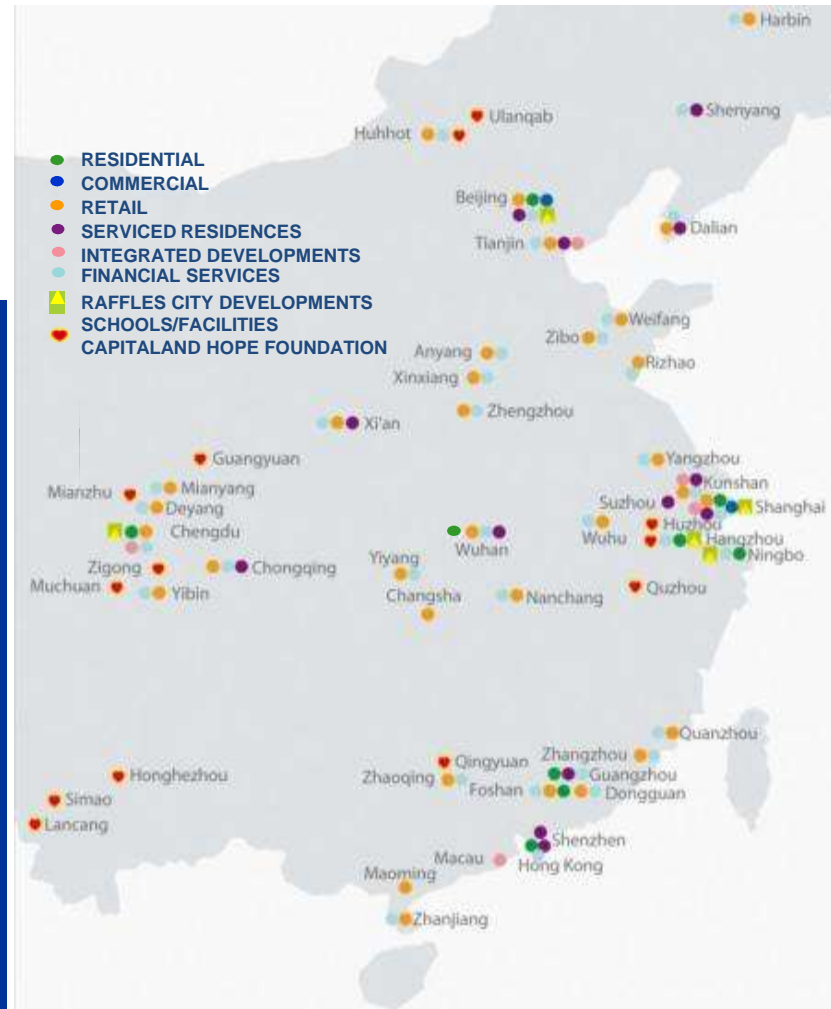 Harbin
Shenyang
Ulanqab
Huhhot
RESIDENTIAL
COMMERCIAL
RETAIL
SERVICED RESIDENCES
INTEGRATED DEVELOPMENTS
FINANCIAL SERVICES
RAFFLES CITY DEVELOPMENTS
SCHOOLS/FACILITIES
CAPITALAND HOPE FOUNDATION
Beijing
Dalian
Tianjin
Weifang
Zibo
Anyang
Rizhao
Xinxiang
Zhengzhou
Xi'an
Guangyuan
Yangzhou
Mianzhu
Mianyang
Kunshan
Deyang
Suzhou
Shanghai
Chengdu
Huzhou
Wuhu
Hangzhou
Wuhan
Ningbo
Yiyang
Zigong
Chongqing
Muchuan
Yibin
Changsha
Nanchang
Quzhou
Quanzhou
Zhangzhou
Qingyuan
Honghezhou
Zhaoqing
Guangzhou
Foshan
Dongguan
Simao
Lancang
Shenzhen
Macau
Hong Kong
Maoming
Zhanjiang